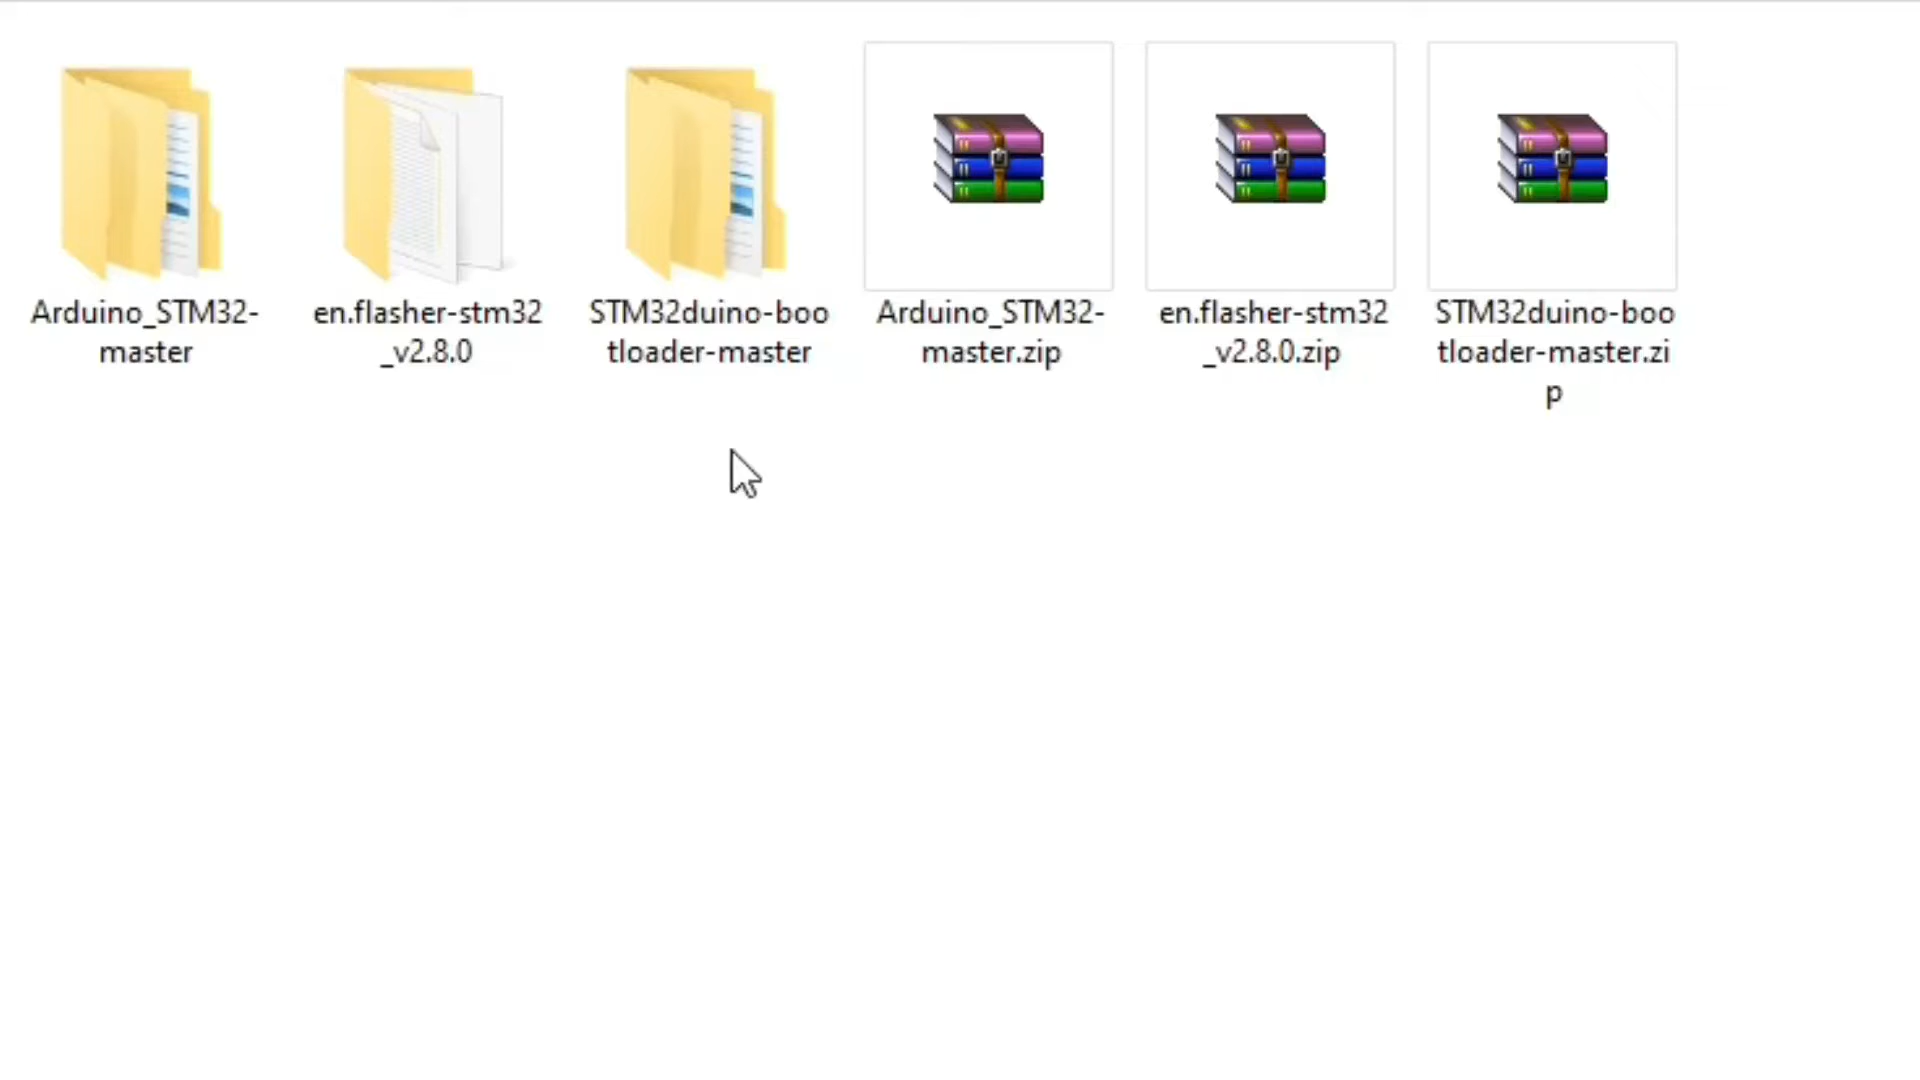 Arduino_STM32-
master
en.flasher-stm32
_v2.8.0
STM32duino-boo
tloader-master
Arduino_STM32-
master.zip
en.flasher-stm32
_v2.8.0.zip
STM32duino-boo
tloader-master.zi
p